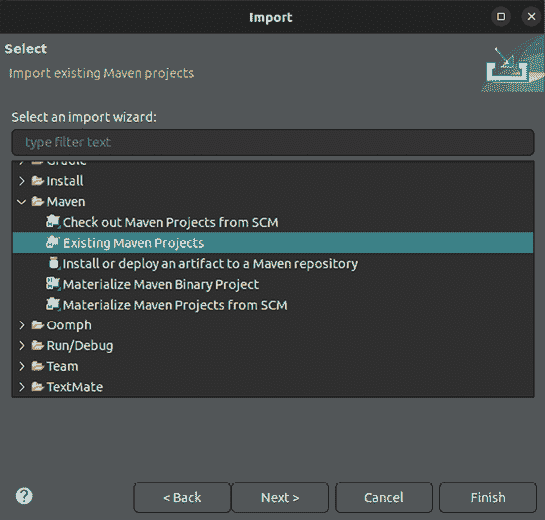 Import
Select
Import existing Maven projects
Select an import wizard:
type filter text
Gradle
Install
Maven
Check out Maven Projects from SCM
Existing Maven Projects
Install or deploy an artifact to a Maven repository
Materialize Maven Binary Project
Materialize Maven Projects from SCM
Oomph
Run/Debug
Team
TextMate
? < Back Next > Cancel Finish